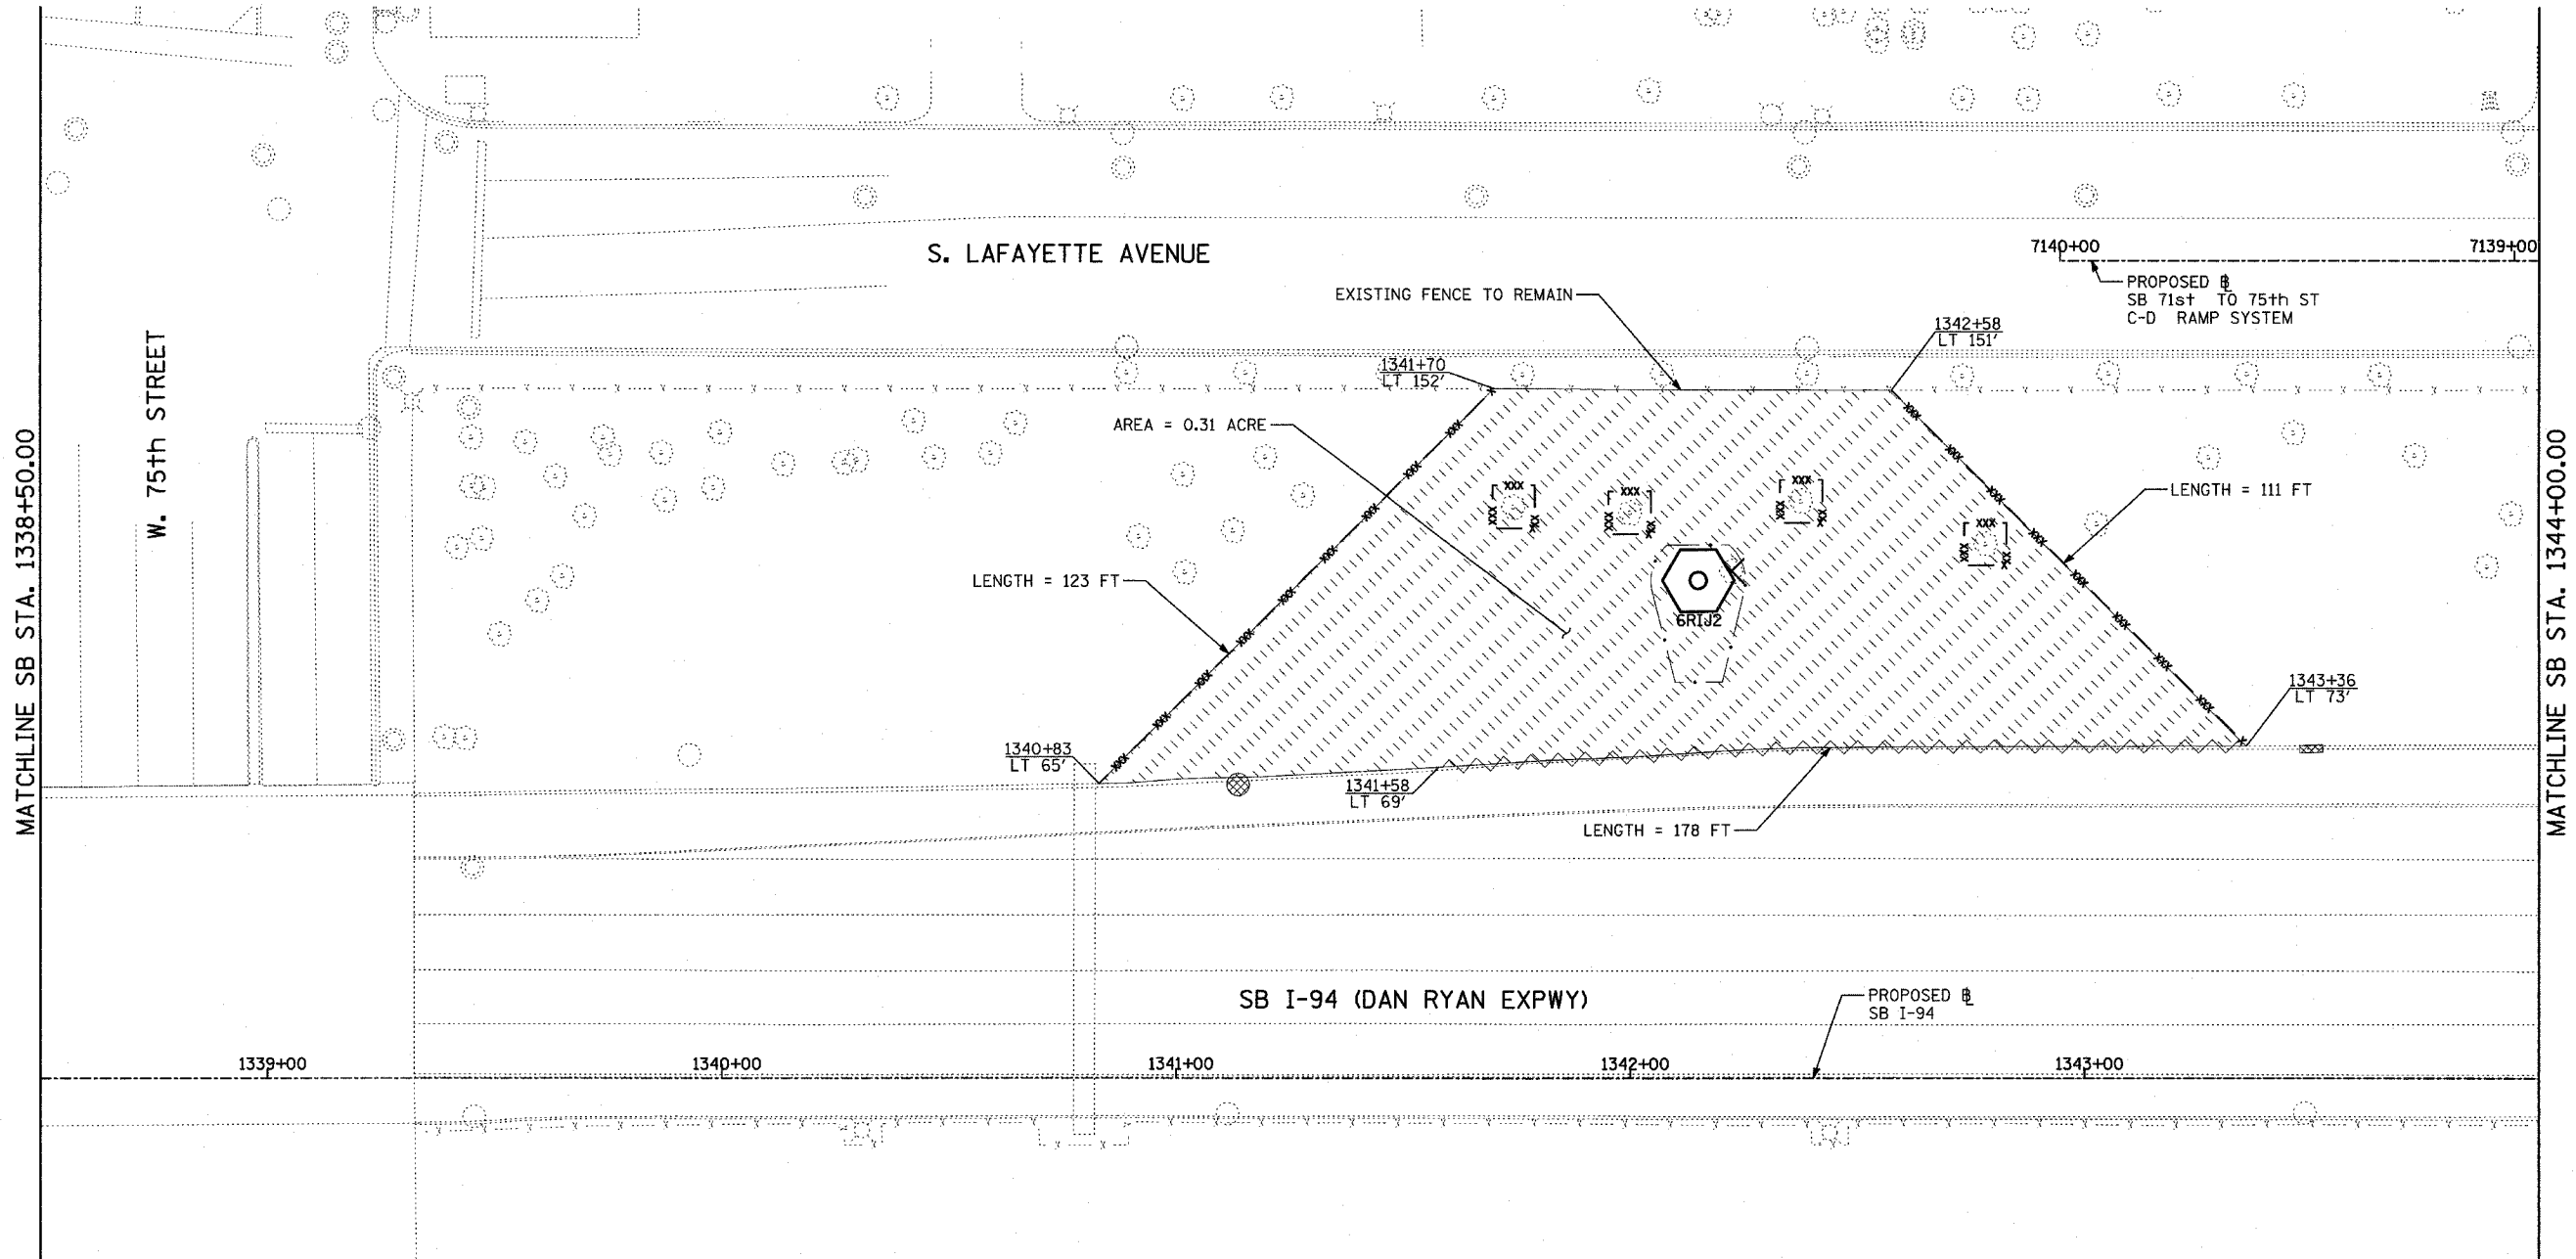 S. LAFAYETTE AVENUE
7140+00
7139+00
PROPOSED BL
SB 71st TO 75th ST
C-D RAMP SYSTEM
EXISTING FENCE TO REMAIN
1342+58
LT 151'
1341+70
LT 152'
AREA = 0.31 ACRE
W. 75th STREET
MATCHLINE SB STA. 1338+50.00
MATCHLINE SB STA. 1344+00.00
LENGTH = 111 FT
LENGTH = 123 FT
6RIJ2
1343+36
LT 73'
1340+83
LT 65'
1341+58
LT 69'
LENGTH = 178 FT
SB I-94 (DAN RYAN EXPWY)
PROPOSED BL
SB I-94
1339+00
1340+00
1341+00
1342+00
1343+00